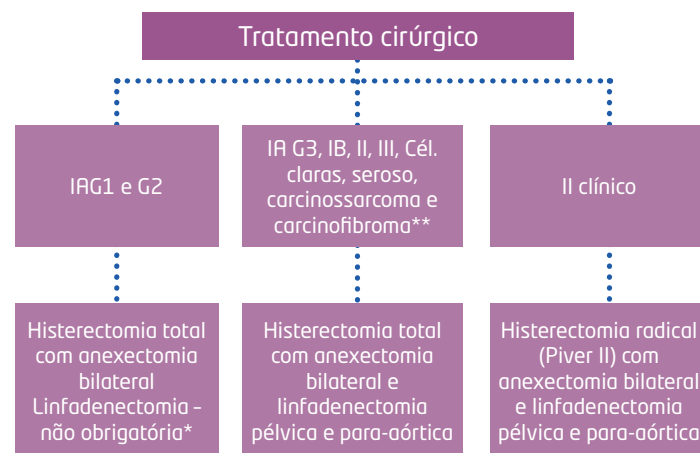 Tratamento cirúrgico
IAG1 e G2
IA G3, IB, II, III, Cél.
claras, seroso,
carcinossarcoma e
carcinofibroma**
II clínico
Histerectomia total
com anexectomia
bilateral
Linfadenectomia –
não obrigatória*
Histerectomia total
com anexectomia
bilateral e
linfadenectomia
pélvica e para-aórtica
Histerectomia radical
(Piver II) com
anexectomia bilateral
e linfadenectomia
pélvica e para-aórtica